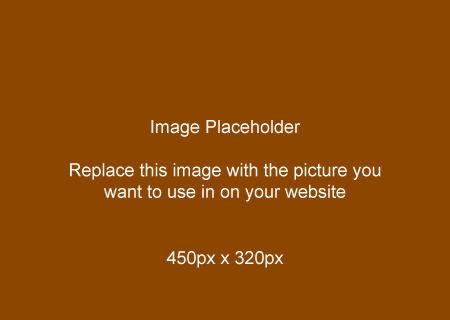 Image Placeholder
Replace this image with the picture you
want to use in on your website
450px x 320px